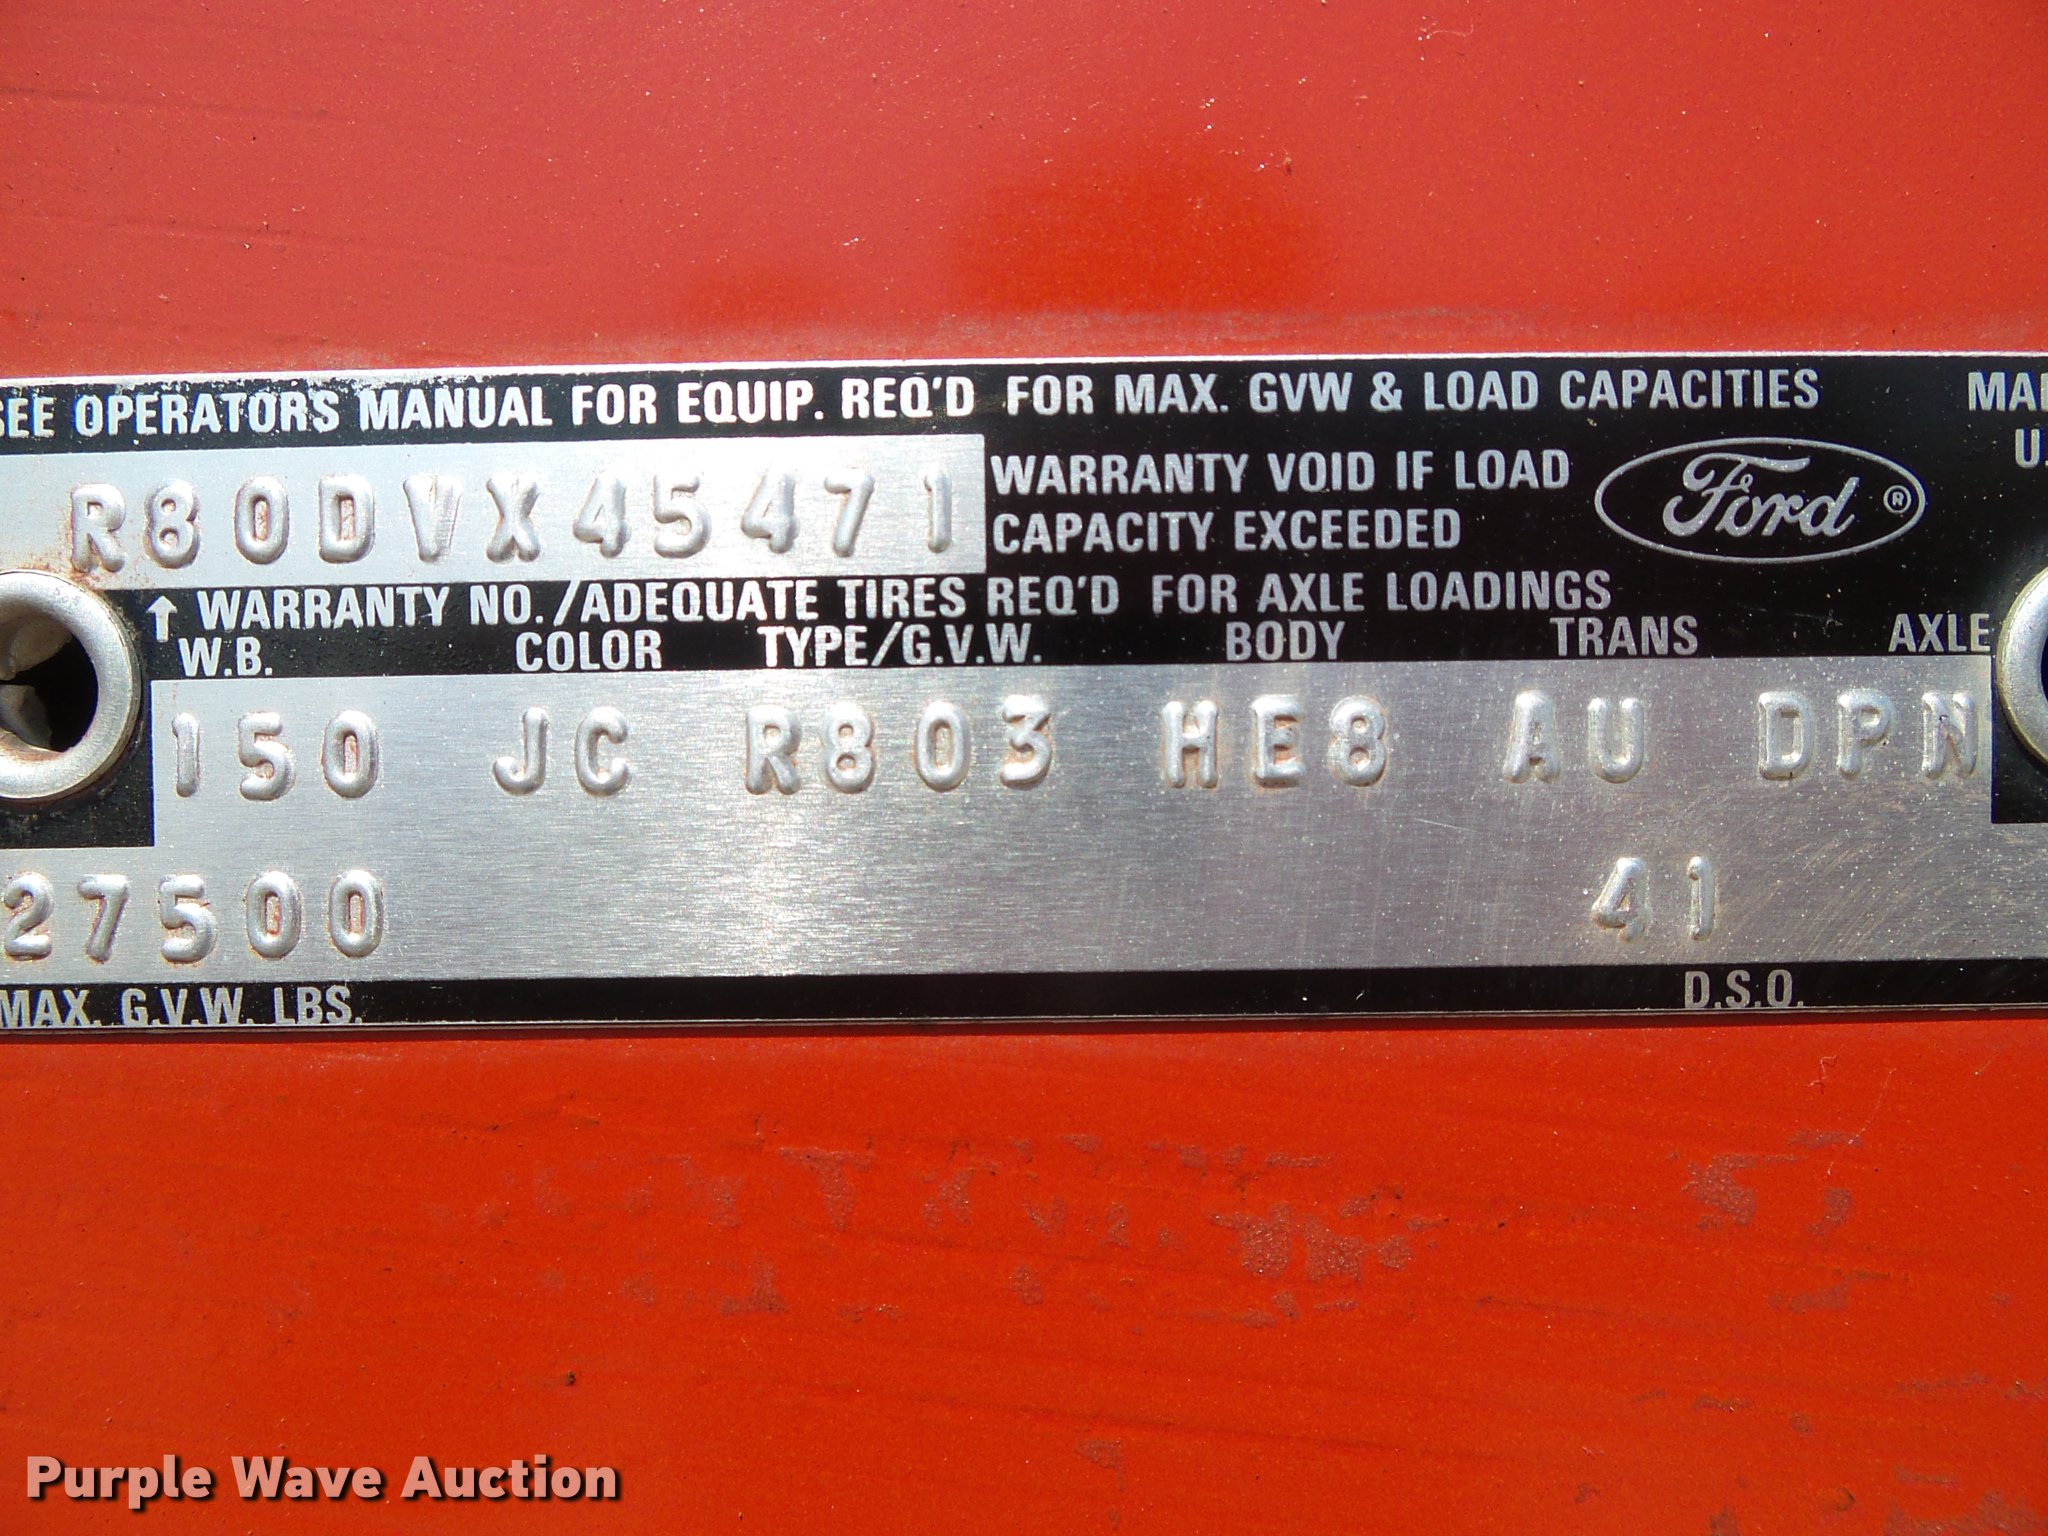 SEE OPERATORS MANUAL FOR EQUIP. REQ'D FOR MAX. GVW & LOAD CAPACITIES
R80DVX45471
WARRANTY VOID IF LOAD
CAPACITY EXCEEDED
Ford ®
↑ WARRANTY NO./ADEQUATE TIRES REQ'D FOR AXLE LOADINGS
W.B. COLOR TYPE/G.V.W. BODY TRANS AXLE
150 JC R803 HE8 AU DPN
27500 41
MAX. G.V.W. LBS. D.S.O.
Purple Wave Auction